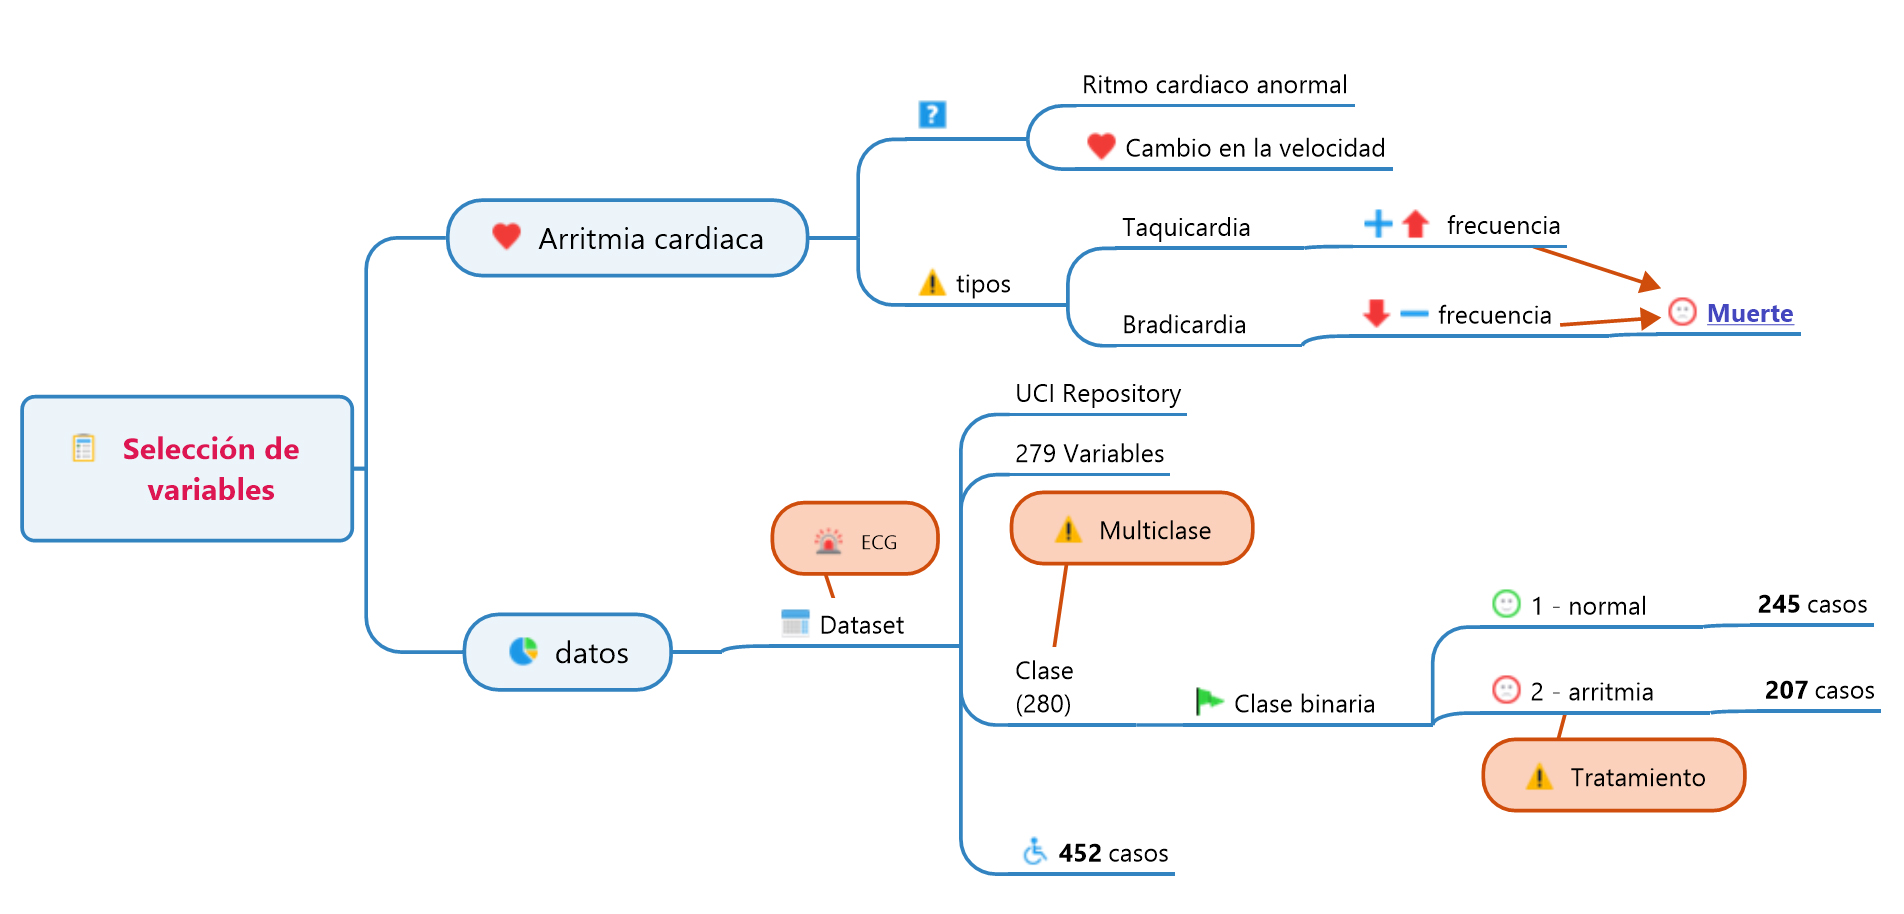 Ritmo cardiaco anormal
Cambio en la velocidad
Arritmia cardiaca
Taquicardia
frecuencia
tipos
Bradicardia
frecuencia
Muerte
Selección de
variables
UCI Repository
279 Variables
Multiclase
ECG
Dataset
datos
Clase
(280)
Clase binaria
1 - normal
245 casos
2 - arritmia
207 casos
Tratamiento
452 casos